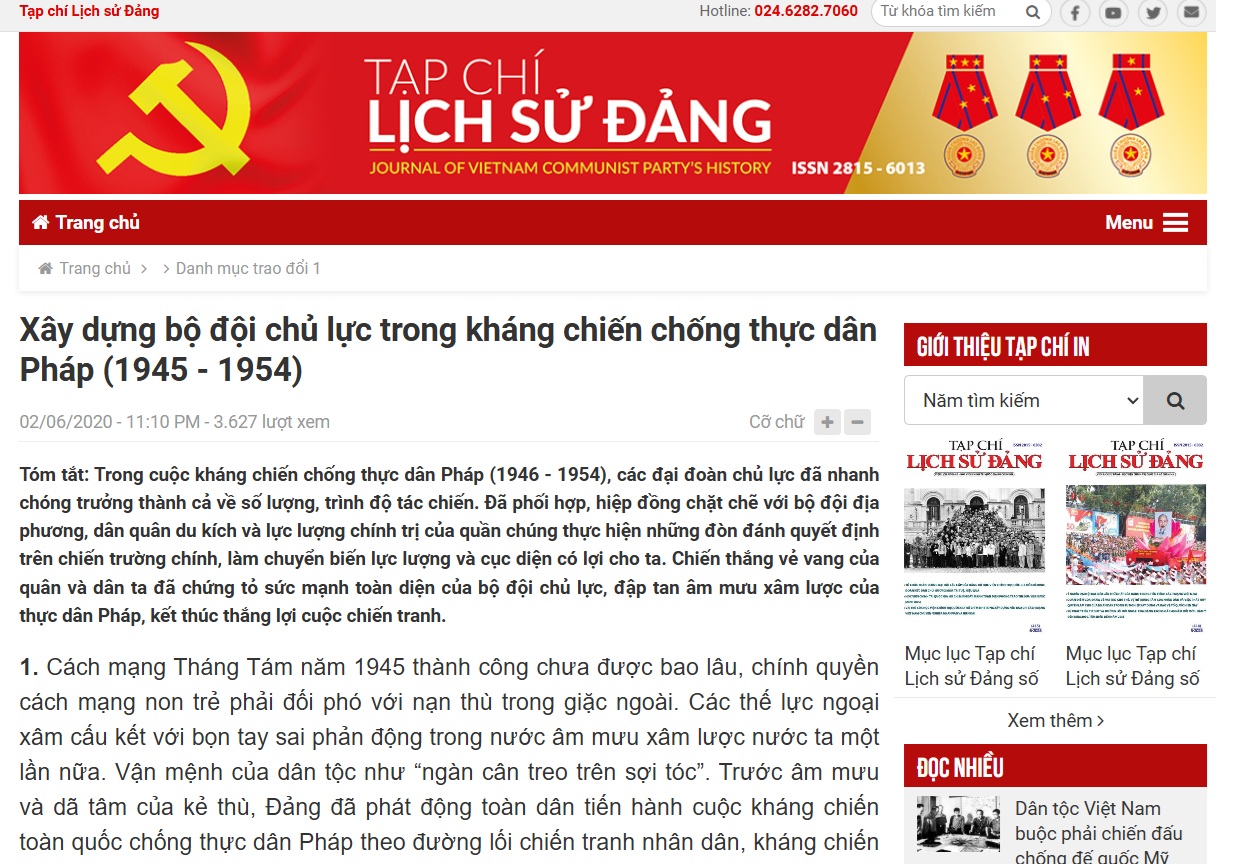 Tạp chí Lịch sử Đảng
Hotline: 024.6282.7060
Từ khóa tìm kiếm
TẠP CHÍ
LỊCH SỬ ĐẢNG
JOURNAL OF VIETNAM COMMUNIST PARTY'S HISTORY
ISSN 2815 - 6013
Trang chủ
Menu
Trang chủ > > Danh mục trao đổi 1
Xây dựng bộ đội chủ lực trong kháng chiến chống thực dân
Pháp (1945 - 1954)
02/06/2020 - 11:10 PM - 3.627 lượt xem
Cỡ chữ + -
Tóm tắt: Trong cuộc kháng chiến chống thực dân Pháp (1946 - 1954), các đại đoàn chủ lực đã nhanh
chóng trưởng thành cả về số lượng, trình độ tác chiến. Đã phối hợp, hiệp đồng chặt chẽ với bộ đội địa
phương, dân quân du kích và lực lượng chính trị của quần chúng thực hiện những đòn đánh quyết định
trên chiến trường chính, làm chuyển biến lực lượng và cục diện có lợi cho ta. Chiến thắng vẻ vang của
quân và dân ta đã chứng tỏ sức mạnh toàn diện của bộ đội chủ lực, đập tan âm mưu xâm lược của
thực dân Pháp, kết thúc thắng lợi cuộc chiến tranh.
1. Cách mạng Tháng Tám năm 1945 thành công chưa được bao lâu, chính quyền
cách mạng non trẻ phải đối phó với nạn thù trong giặc ngoài. Các thế lực ngoại
xâm cấu kết với bọn tay sai phản động trong nước âm mưu xâm lược nước ta một
lần nữa. Vận mệnh của dân tộc như “ngàn cân treo trên sợi tóc”. Trước âm mưu
và dã tâm của kẻ thù, Đảng đã phát động toàn dân tiến hành cuộc kháng chiến
toàn quốc chống thực dân Pháp theo đường lối chiến tranh nhân dân, kháng chiến
GIỚI THIỆU TẠP CHÍ IN
Năm tìm kiếm
TẠP CHÍ
LỊCH SỬ ĐẢNG
TẠP CHÍ
LỊCH SỬ ĐẢNG
Mục lục Tạp chí
Lịch sử Đảng số
Mục lục Tạp chí
Lịch sử Đảng số
Xem thêm >
ĐỌC NHIỀU
Dân tộc Việt Nam
buộc phải chiến đấu
chống đế quốc Mỹ